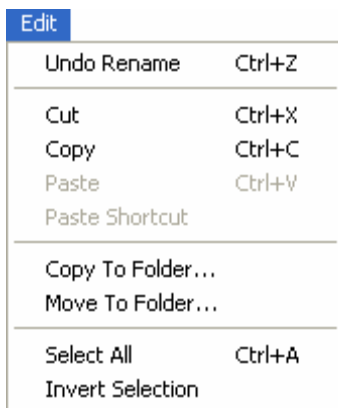 Edit
Undo Rename Ctrl+Z
Cut Ctrl+X
Copy Ctrl+C
Paste Ctrl+V
Paste Shortcut
Copy To Folder...
Move To Folder...
Select All Ctrl+A
Invert Selection